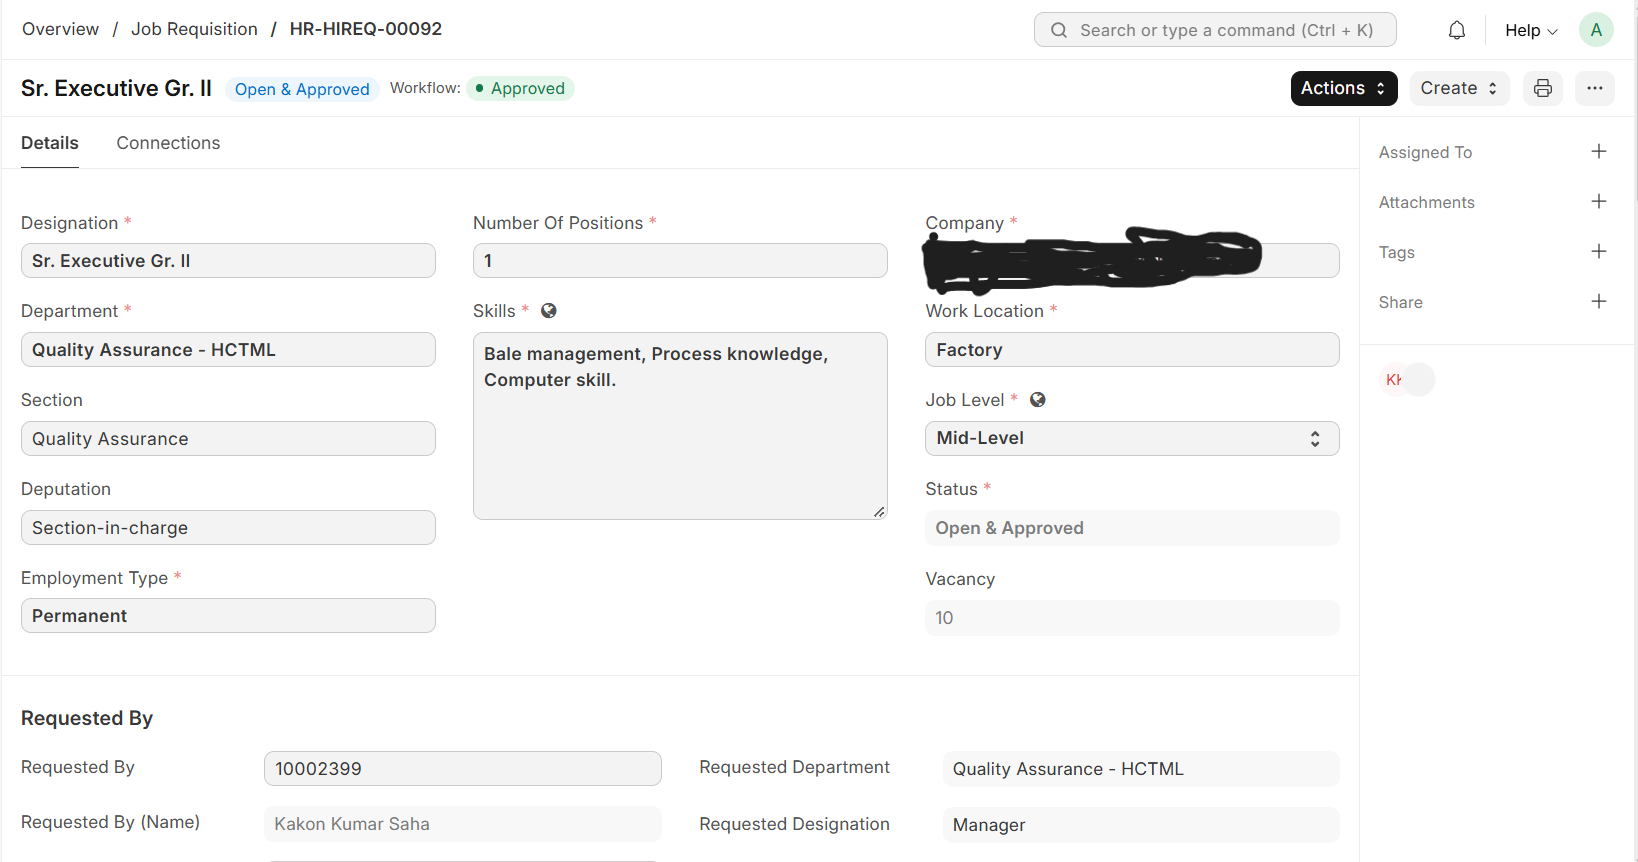 Overview / Job Requisition / HR-HIREQ-00092
Search or type a command (Ctrl + K)
Help
A
Sr. Executive Gr. II
Open & Approved
Workflow: Approved
Actions
Create
Details
Connections
Assigned To
Attachments
Tags
Share
Designation *
Sr. Executive Gr. II
Number Of Positions *
1
Company *
Department *
Quality Assurance - HCTML
Skills *
Bale management, Process knowledge,
Computer skill.
Work Location *
Factory
Section
Quality Assurance
Job Level *
Mid-Level
Deputation
Section-in-charge
Status *
Open & Approved
Employment Type *
Permanent
Vacancy
10
Requested By
Requested By
10002399
Requested Department
Quality Assurance - HCTML
Requested By (Name)
Kakon Kumar Saha
Requested Designation
Manager